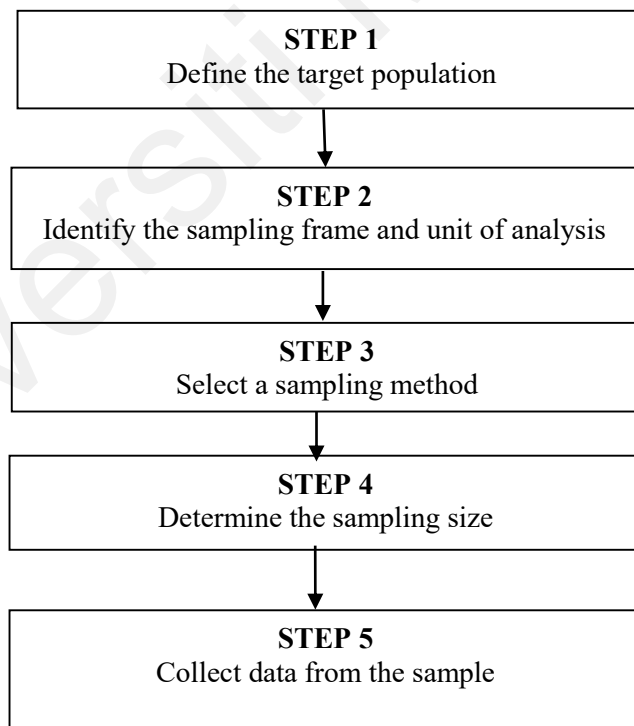 STEP 1
Define the target population
STEP 2
Identify the sampling frame and unit of analysis
STEP 3
Select a sampling method
STEP 4
Determine the sampling size
STEP 5
Collect data from the sample